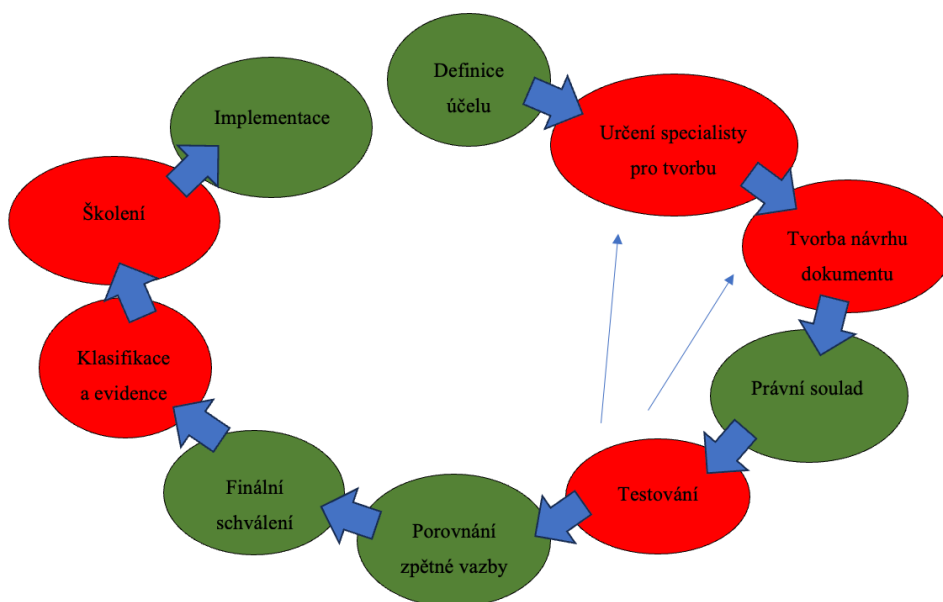 Definice
účelu
Určení specialisty
pro tvorbu
Tvorba návrhu
dokumentu
Právní soulad
Testování
Porovnání
zpětné vazby
Finální
schválení
Klasifikace
a evidence
Školení
Implementace